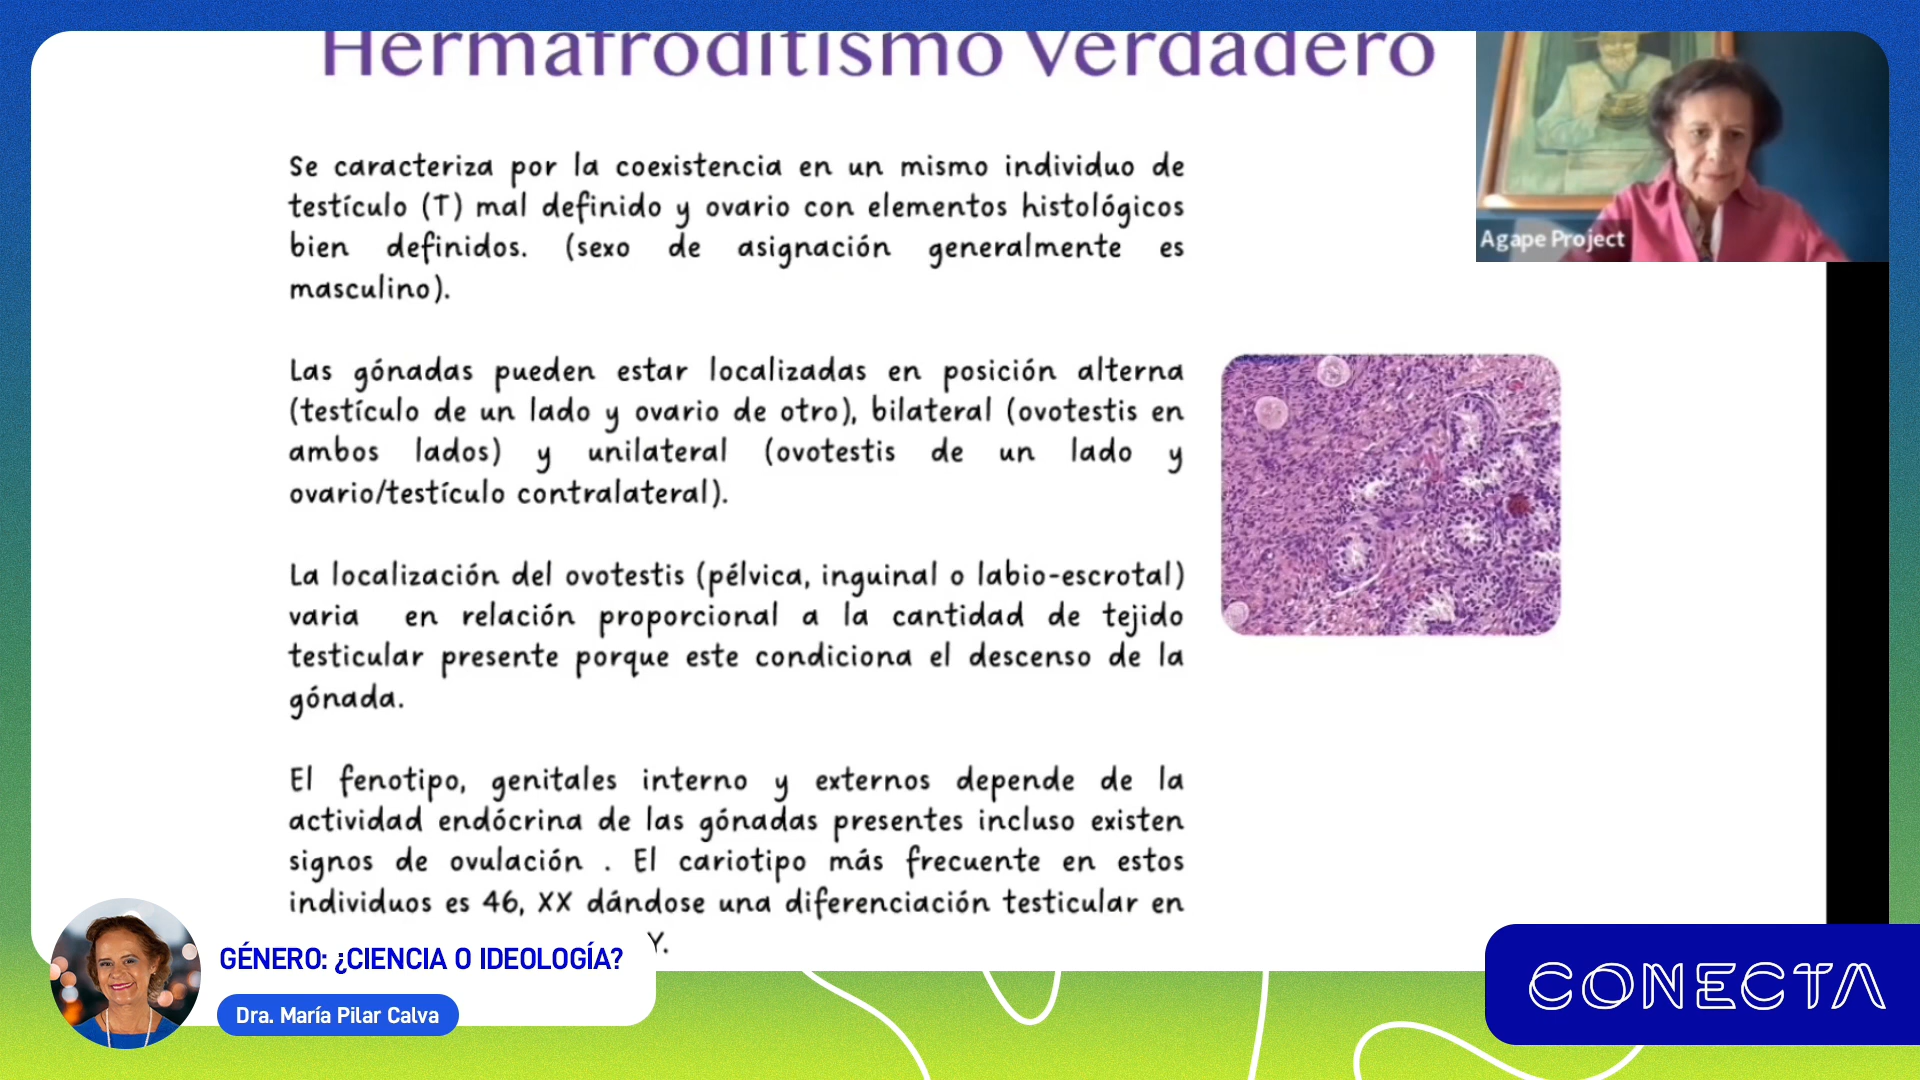 Hermafroditismo Verdadero
Se caracteriza por la coexistencia en un mismo individuo de
testículo (T) mal definido y ovario con elementos histológicos
bien definidos. (sexo de asignación generalmente es
masculino).
Las gónadas pueden estar localizadas en posición alterna
(testículo de un lado y ovario de otro), bilateral (ovotestis en
ambos lados) y unilateral (ovotestis de un lado y
ovario/testículo contralateral).
La localización del ovotestis (pélvica, inguinal o labio-escrotal)
varia en relación proporcional a la cantidad de tejido
testicular presente porque este condiciona el descenso de la
gónada.
El fenotipo, genitales interno y externos depende de la
actividad endócrina de las gónadas presentes incluso existen
signos de ovulación . El cariotipo más frecuente en estos
individuos es 46, XX dándose una diferenciación testicular en
Y.
Agape Project
GÉNERO: ¿CIENCIA O IDEOLOGÍA?
Dra. María Pilar Calva
CONECTA